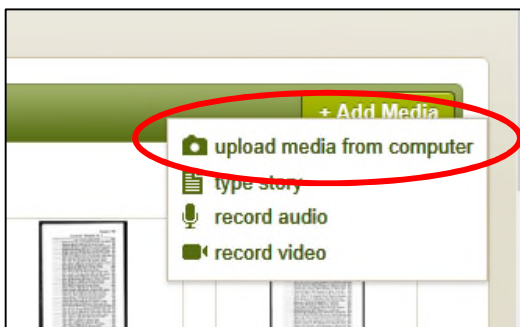 + Add Media
upload media from computer
type story
record audio
record video